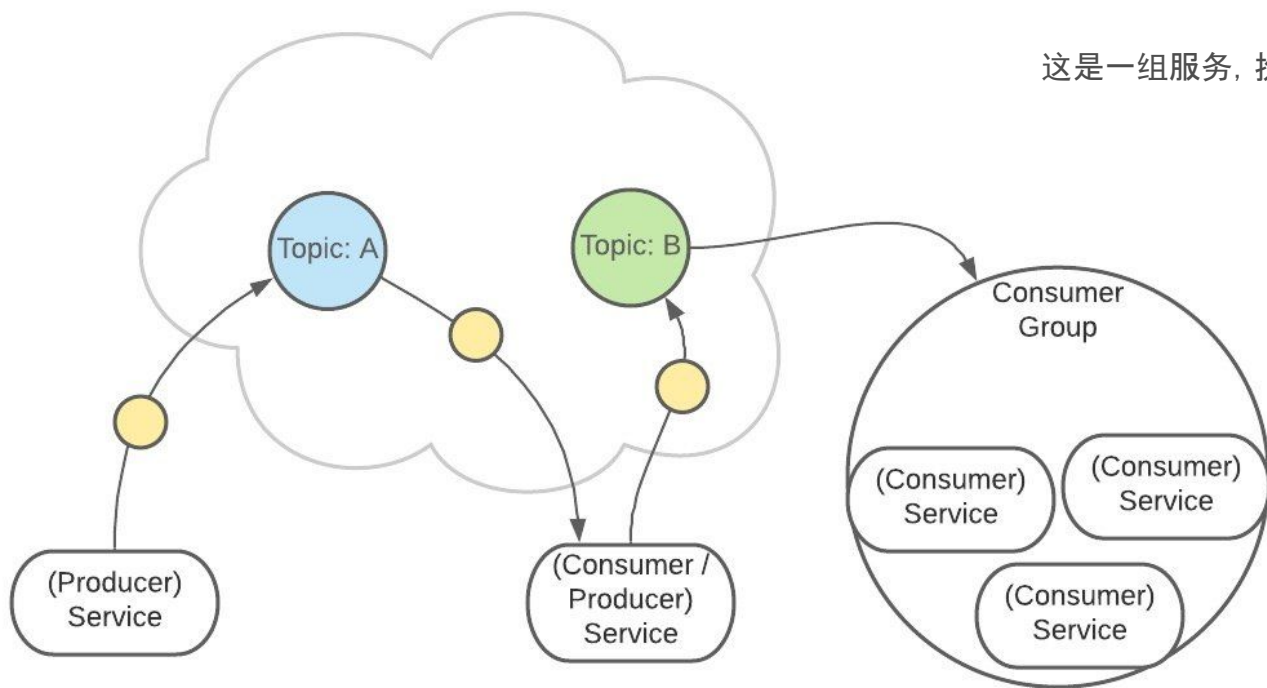 这是一组服务, 
Topic: A
Topic: B
Consumer
Group
(Consumer)
Service
(Consumer)
Service
(Producer)
Service
(Consumer /
Producer)
Service
(Consumer)
Service